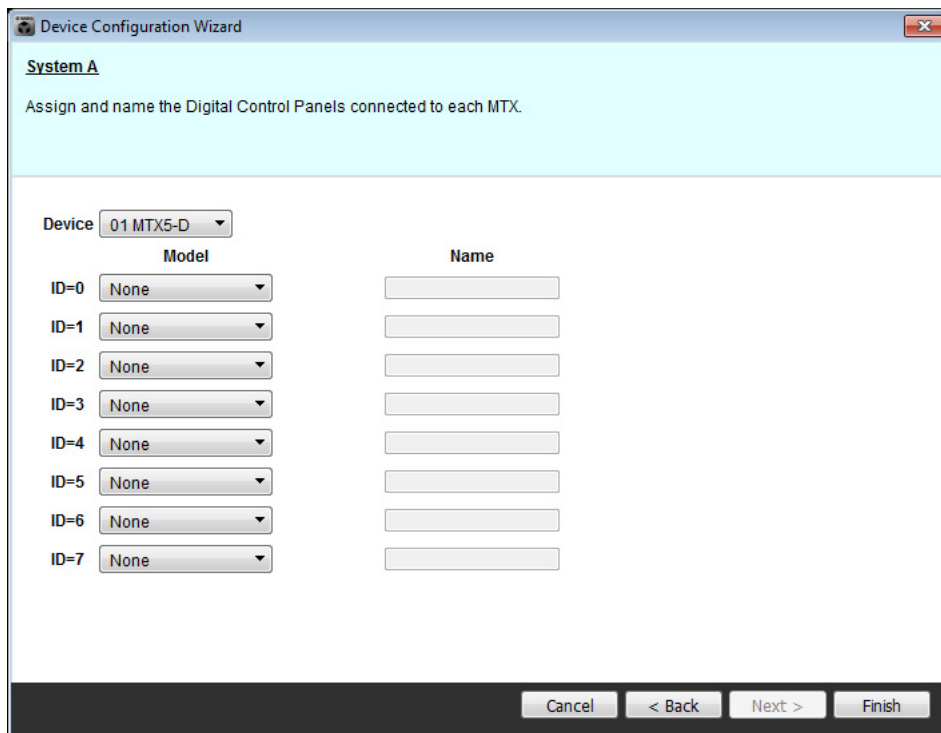 Device Configuration Wizard
System A
Assign and name the Digital Control Panels connected to each MTX.
Device 01 MTX5-D
Model Name
ID=0 None
ID=1 None
ID=2 None
ID=3 None
ID=4 None
ID=5 None
ID=6 None
ID=7 None
Cancel < Back Next > Finish